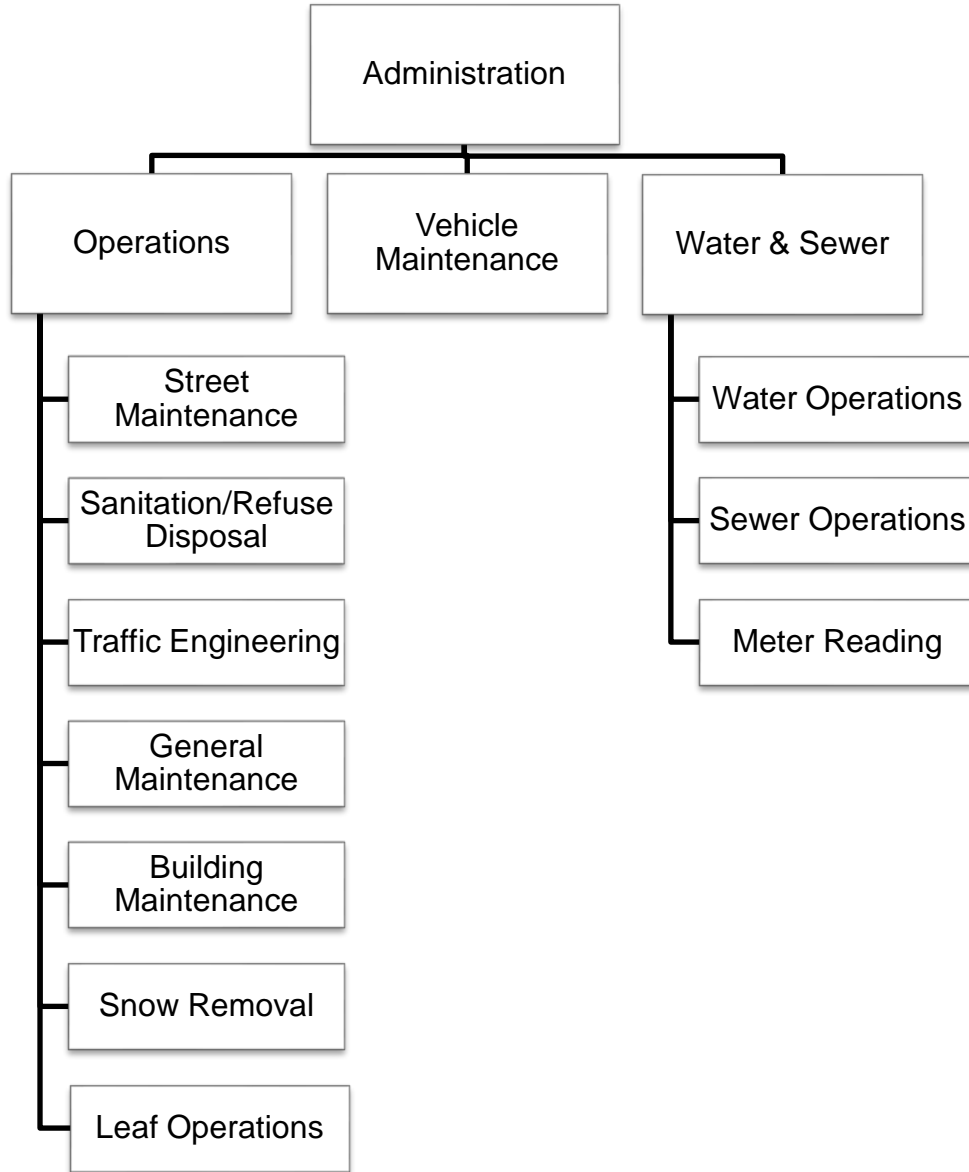 Administration
Operations
Vehicle
Maintenance
Water & Sewer
Street
Maintenance
Sanitation/Refuse
Disposal
Traffic Engineering
General
Maintenance
Building
Maintenance
Snow Removal
Leaf Operations
Water Operations
Sewer Operations
Meter Reading